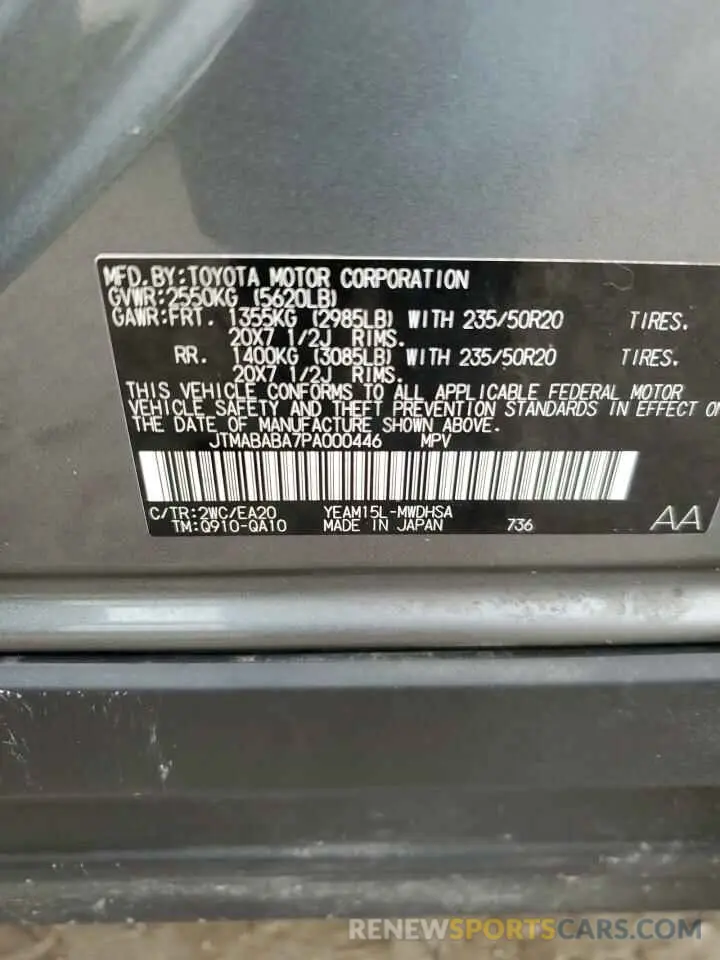 MFD.BY:TOYOTA MOTOR CORPORATION
GVWR:2550KG (5620LB)
GAWR:FRT. 1355KG (2985LB) WITH 235/50R20 TIRES.
20X7 1/2J RIMS.
RR. 1400KG (3085LB) WITH 235/50R20 TIRES.
20X7 1/2J RIMS.
THIS VEHICLE CONFORMS TO ALL APPLICABLE FEDERAL MOTOR
VEHICLE SAFETY AND THEFT PREVENTION STANDARDS IN EFFECT ON
THE DATE OF MANUFACTURE SHOWN ABOVE.
JTMABABA7PA000446 MPV
C/TR:2WC/EA20 YEAM15L-MWDHSA
TM:Q910-QA10 MADE IN JAPAN 736 AA
RENEWSPORTSCARS.COM